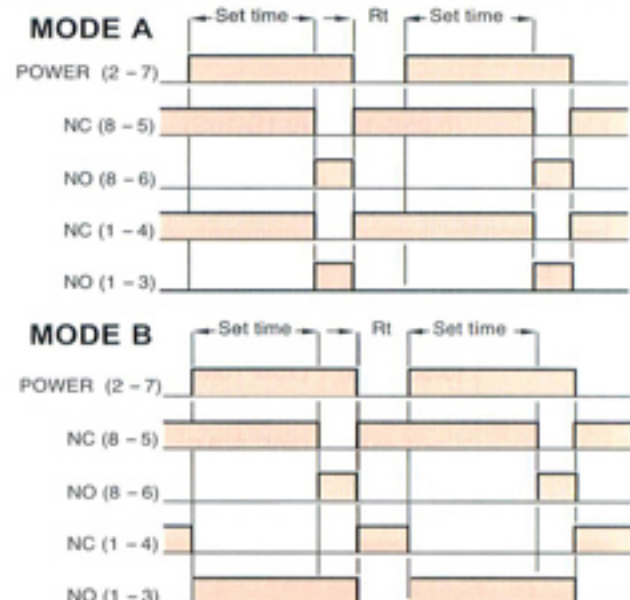 Set time Rt Set time
MODE A
POWER (2 – 7)
NC (8 – 5)
NO (8 – 6)
NC (1 – 4)
NO (1 – 3)
Set time Rt Set time
MODE B
POWER (2 – 7)
NC (8 – 5)
NO (8 – 6)
NC (1 – 4)
NO (1 – 3)